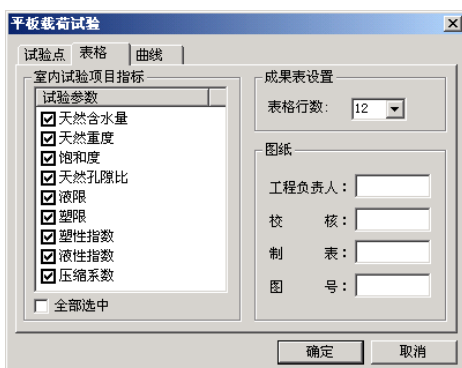 平板载荷试验
试验点 表格 曲线
室内试验项目指标
试验参数
天然含水量
天然重度
饱和度
天然孔隙比
液限
塑限
塑性指数
液性指数
压缩系数
全部选中
成果表设置
表格行数: 12
图纸
工程负责人：
校 核：
制 表：
图 号：
确定 取消